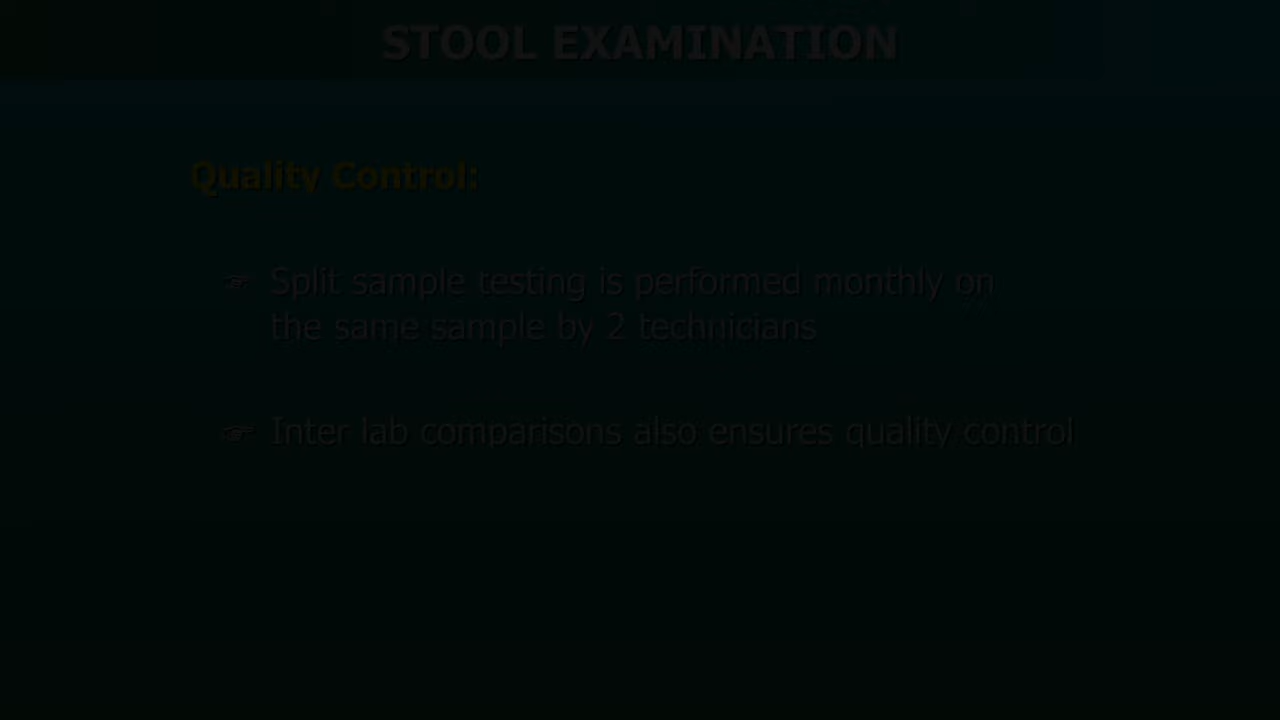 STOOL EXAMINATION
Quality Control:
☞ Split sample testing is performed monthly on
the same sample by 2 technicians
☞ Inter lab comparisons also ensures quality control